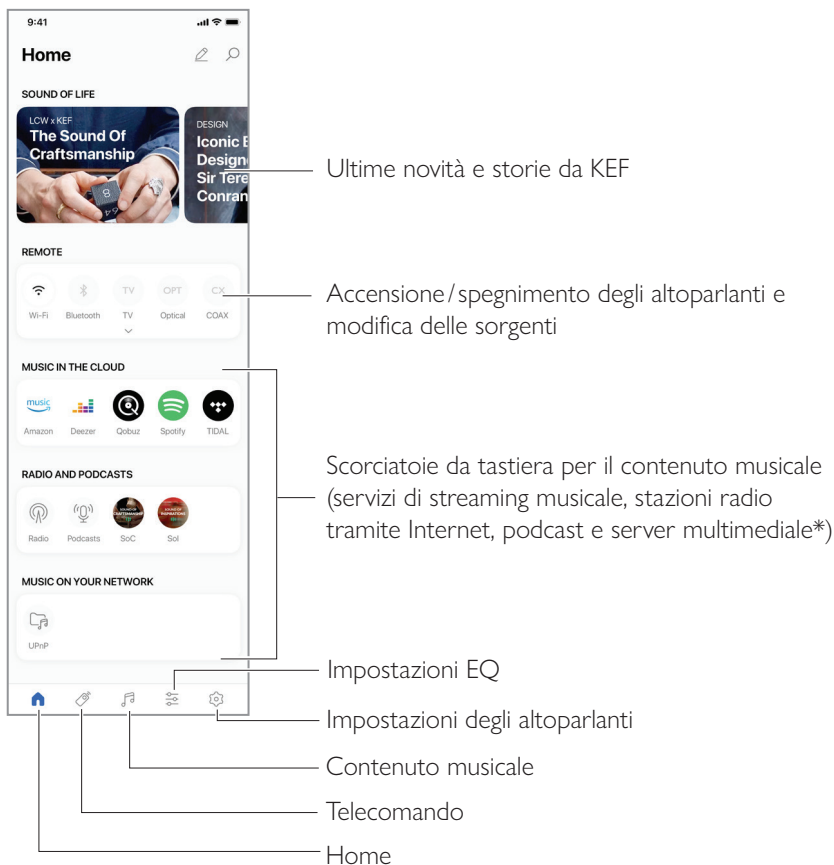 9:41
Home
SOUND OF LIFE
LCW x KEF
The Sound Of
Craftsmanship
DESIGN
Iconic
Design
Sir Tere
Conran
Ultime novità e storie da KEF
REMOTE
TV OPT CX
Wi-Fi Bluetooth TV Optical COAX
Accensione/spegnimento degli altoparlanti e
modifica delle sorgenti
MUSIC IN THE CLOUD
music
Amazon Deezer Qobuz Spotify TIDAL
Scorciatoie da tastiera per il contenuto musicale
(servizi di streaming musicale, stazioni radio
tramite Internet, podcast e server multimediale*)
RADIO AND PODCASTS
Radio Podcasts SoC SoI
MUSIC ON YOUR NETWORK
UPnP
Impostazioni EQ
Impostazioni degli altoparlanti
Contenuto musicale
Telecomando
Home